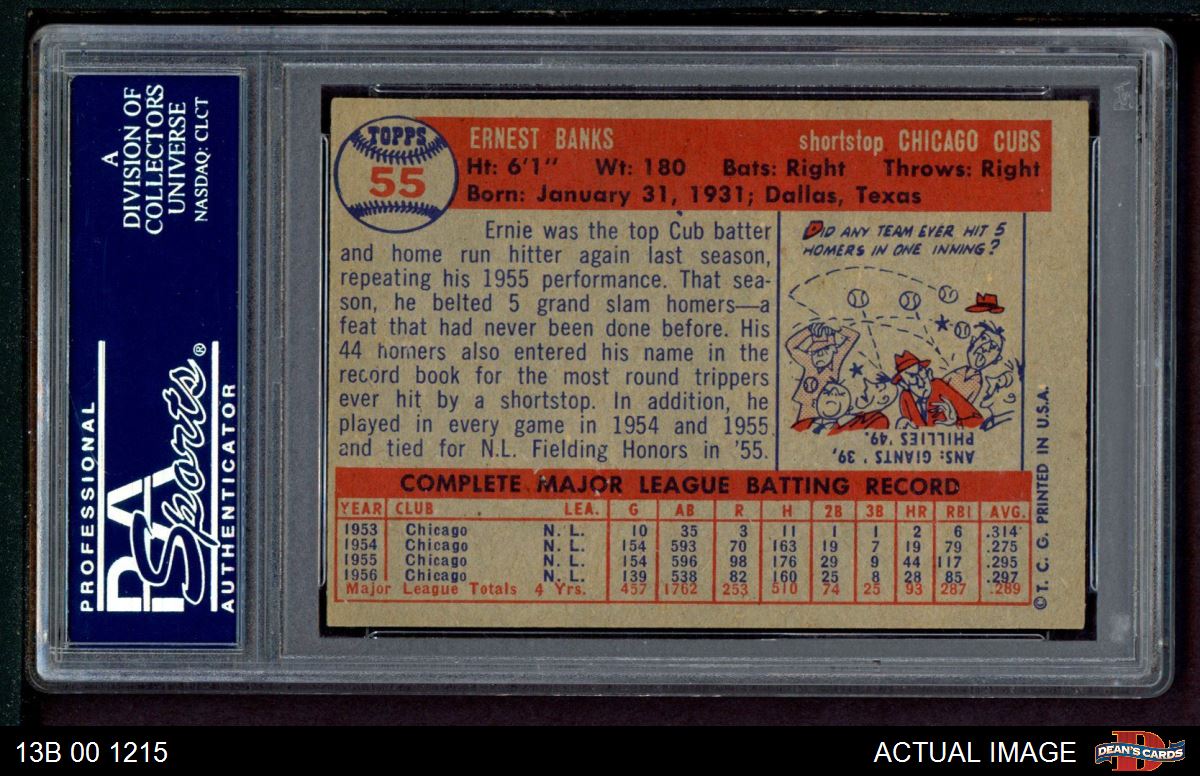 A
DIVISION OF
COLLECTORS
UNIVERSE
NASDAQ: CLCT
PROFESSIONAL
PSA
Sports®
AUTHENTICATOR
TOPPS
55
ERNEST BANKS shortstop CHICAGO CUBS
Ht: 6'1" Wt: 180 Bats: Right Throws: Right
Born: January 31, 1931; Dallas, Texas
Ernie was the top Cub batter
and home run hitter again last season,
repeating his 1955 performance. That sea-
son, he belted 5 grand slam homers—a
feat that had never been done before. His
44 homers also entered his name in the
record book for the most round trippers
ever hit by a shortstop. In addition, he
played in every game in 1954 and 1955
and tied for N.L. Fielding Honors in '55.
DID ANY TEAM EVER HIT 5
HOMERS IN ONE INNING?
ANS: GIANTS '39,
PHILLIES '49.
COMPLETE MAJOR LEAGUE BATTING RECORD
YEAR CLUB LEA. G AB R H 2B 3B HR RBI AVG.
1953 Chicago N. L. 10 35 3 11 1 1 2 6 .314
1954 Chicago N. L. 154 593 70 163 19 7 19 79 .275
1955 Chicago N. L. 154 596 98 176 29 9 44 117 .295
1956 Chicago N. L. 139 538 82 160 25 8 28 85 .297
Major League Totals 4 Yrs. 457 1762 253 510 74 25 93 287 .289
© T. C. G. PRINTED IN U.S.A.
13B 00 1215
ACTUAL IMAGE
DEAN'S CARDS